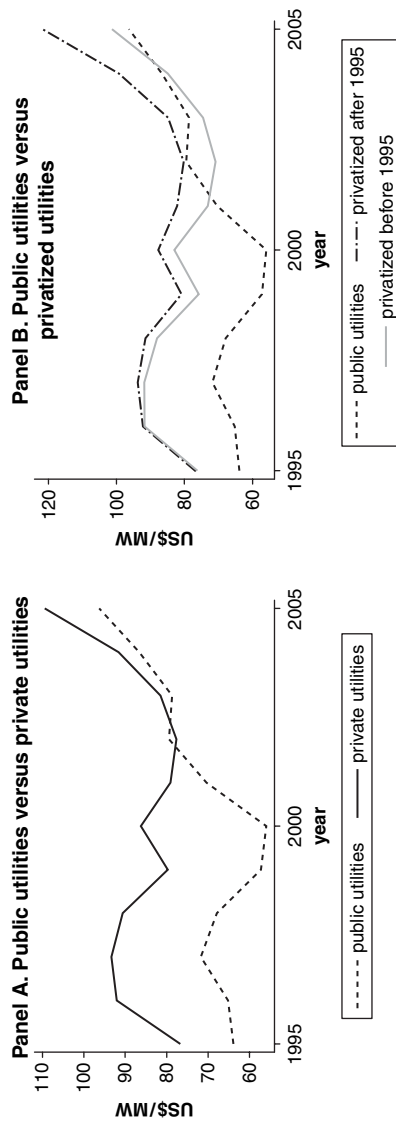 Panel A. Public utilities versus private utilities
110
100
90
80
70
60
US$/MW
1995
2000
2005
year
public utilities
private utilities
Panel B. Public utilities versus
privatized utilities
120
100
80
60
US$/MW
1995
2000
2005
year
public utilities
privatized after 1995
privatized before 1995